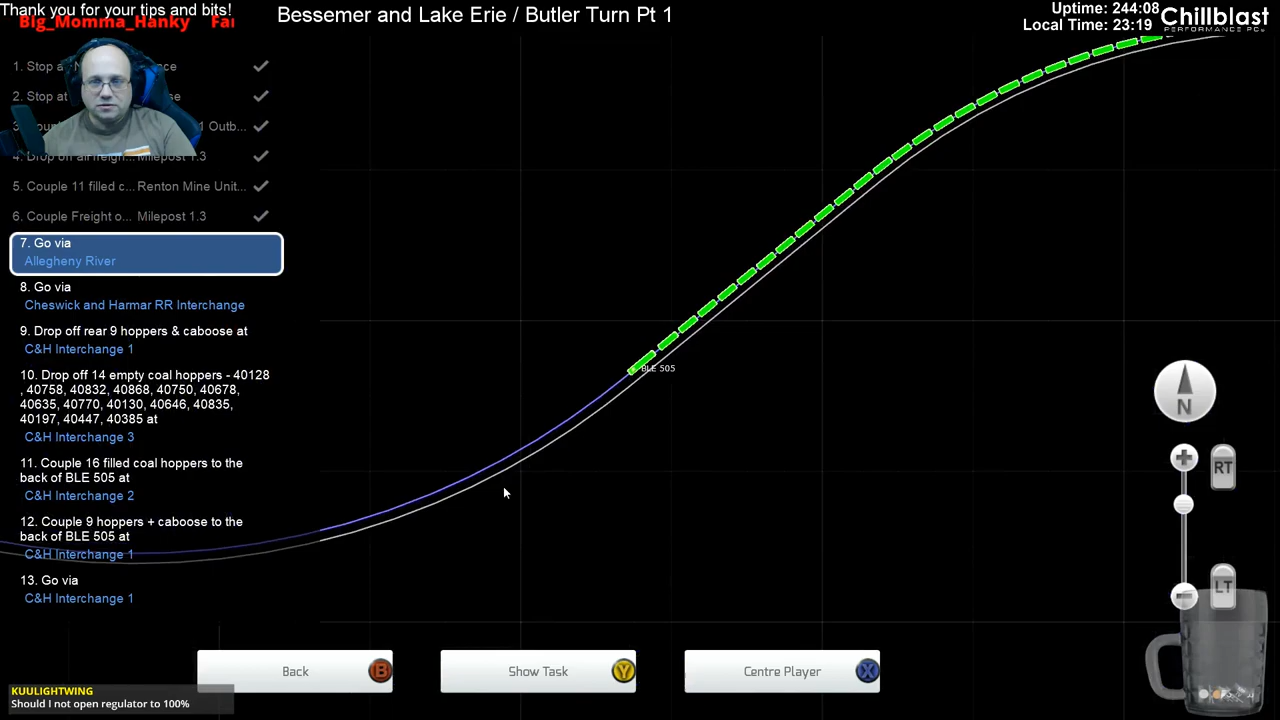 Thank you for your tips and bits!
Big_Momma_Hanky
Bessemer and Lake Erie / Butler Turn Pt 1
Uptime: 244:08
Local Time: 23:19
Chillblast
PERFORMANCE PCs
1. Stop a
2. Stop at
1 Outb...
4. Drop off all freigh... Milepost 1.3
5. Couple 11 filled c... Renton Mine Unit...
6. Couple Freight o... Milepost 1.3
7. Go via
Allegheny River
8. Go via
Cheswick and Harmar RR Interchange
9. Drop off rear 9 hoppers & caboose at
C&H Interchange 1
10. Drop off 14 empty coal hoppers - 40128
, 40758, 40832, 40868, 40750, 40678,
40635, 40770, 40130, 40646, 40835,
40197, 40447, 40385 at
C&H Interchange 3
11. Couple 16 filled coal hoppers to the
back of BLE 505 at
C&H Interchange 2
12. Couple 9 hoppers + caboose to the
back of BLE 505 at
C&H Interchange 1
13. Go via
C&H Interchange 1
BLE 505
N
RT
LT
Back B
Show Task Y
Centre Player X
KUULIGHTWING
Should I not open regulator to 100%